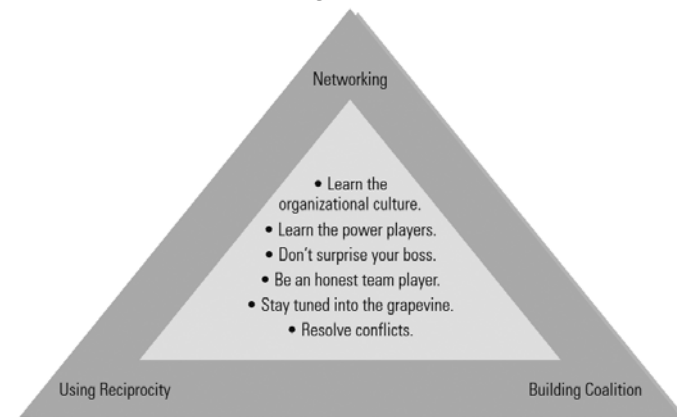 Networking
• Learn the
organizational culture.
• Learn the power players.
• Don't surprise your boss.
• Be an honest team player.
• Stay tuned into the grapevine.
• Resolve conflicts.
Using Reciprocity
Building Coalition